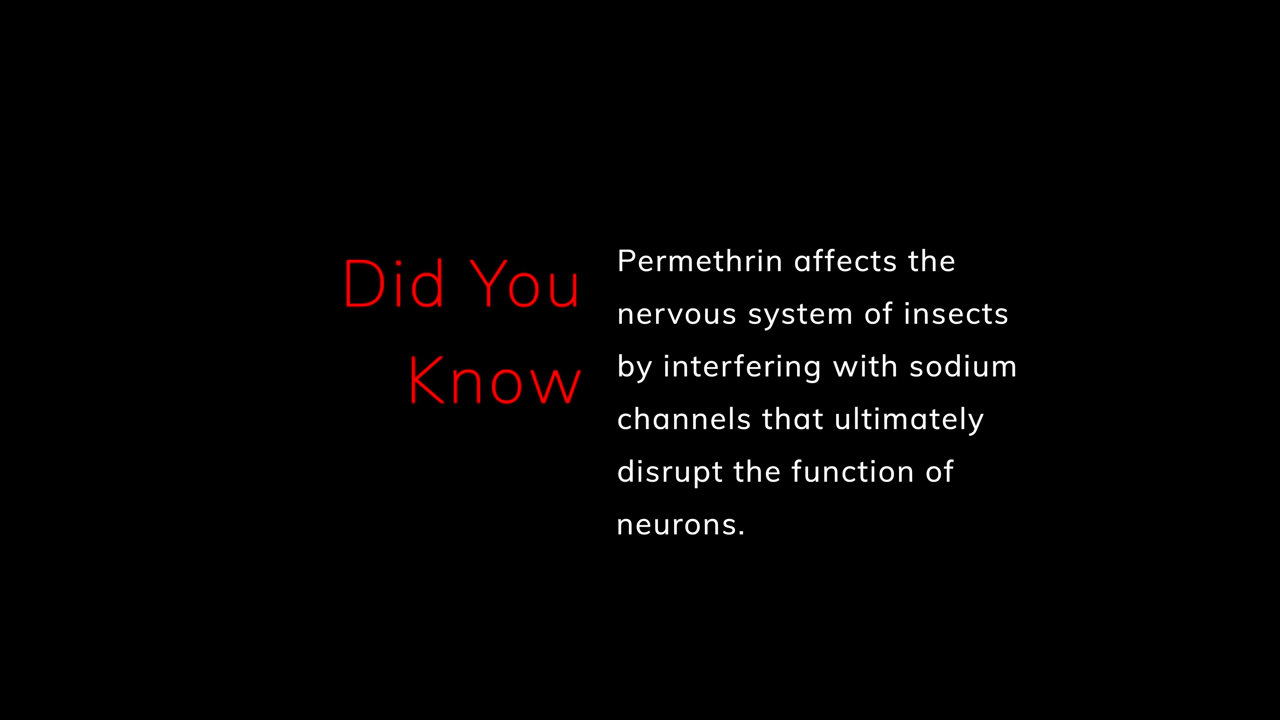 Did You
Know
Permethrin affects the
nervous system of insects
by interfering with sodium
channels that ultimately
disrupt the function of
neurons.